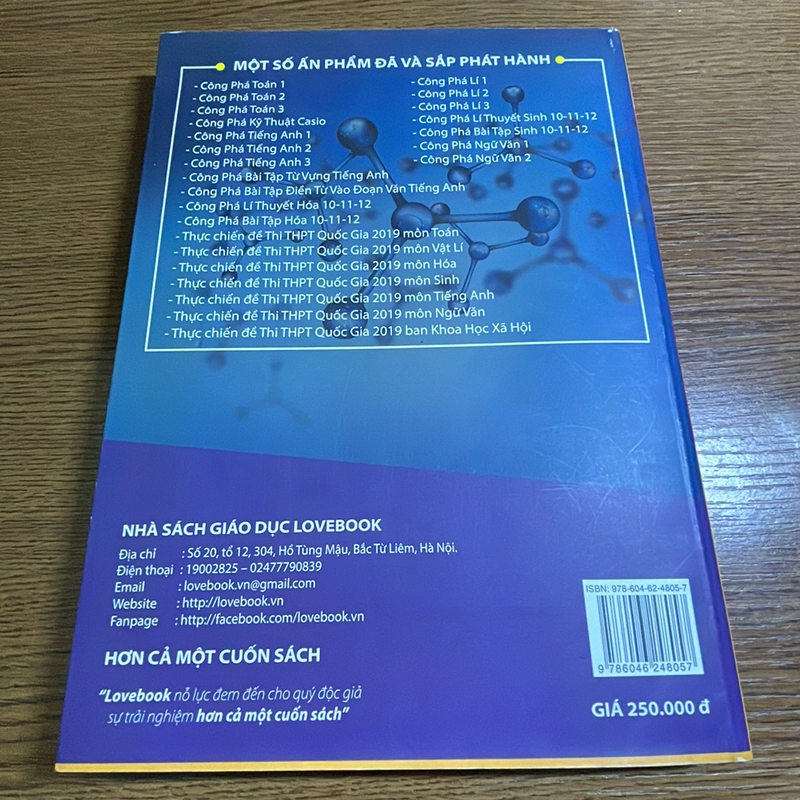 MỘT SỐ ẤN PHẨM ĐÃ VÀ SẮP PHÁT HÀNH
- Công Phá Toán 1
- Công Phá Toán 2
- Công Phá Toán 3
- Công Phá Kỹ Thuật Casio
- Công Phá Tiếng Anh 1
- Công Phá Tiếng Anh 2
- Công Phá Tiếng Anh 3
- Công Phá Bài Tập Từ Vựng Tiếng Anh
- Công Phá Bài Tập Điền Từ Vào Đoạn Văn Tiếng Anh
- Công Phá Lí Thuyết Hóa 10-11-12
- Công Phá Bài Tập Hóa 10-11-12
- Thực chiến đề Thi THPT Quốc Gia 2019 môn Toán
- Thực chiến đề Thi THPT Quốc Gia 2019 môn Vật Lí
- Thực chiến đề Thi THPT Quốc Gia 2019 môn Hóa
- Thực chiến đề Thi THPT Quốc Gia 2019 môn Sinh
- Thực chiến đề Thi THPT Quốc Gia 2019 môn Tiếng Anh
- Thực chiến đề Thi THPT Quốc Gia 2019 môn Ngữ Văn
- Thực chiến đề Thi THPT Quốc Gia 2019 ban Khoa Học Xã Hội
- Công Phá Lí 1
- Công Phá Lí 2
- Công Phá Lí 3
- Công Phá Lí Thuyết Sinh 10-11-12
- Công Phá Bài Tập Sinh 10-11-12
- Công Phá Ngữ Văn 1
- Công Phá Ngữ Văn 2
NHÀ SÁCH GIÁO DỤC LOVEBOOK
Địa chỉ : Số 20, tổ 12, 304, Hồ Tùng Mậu, Bắc Từ Liêm, Hà Nội.
Điện thoại : 19002825 – 02477790839
Email : lovebook.vn@gmail.com
Website : http://lovebook.vn
Fanpage : http://facebook.com/lovebook.vn
HƠN CẢ MỘT CUỐN SÁCH
“Lovebook nỗ lực đem đến cho quý độc giả
sự trải nghiệm hơn cả một cuốn sách”
ISBN: 978-604-62-4805-7
9 786046 248057
GIÁ 250.000 đ